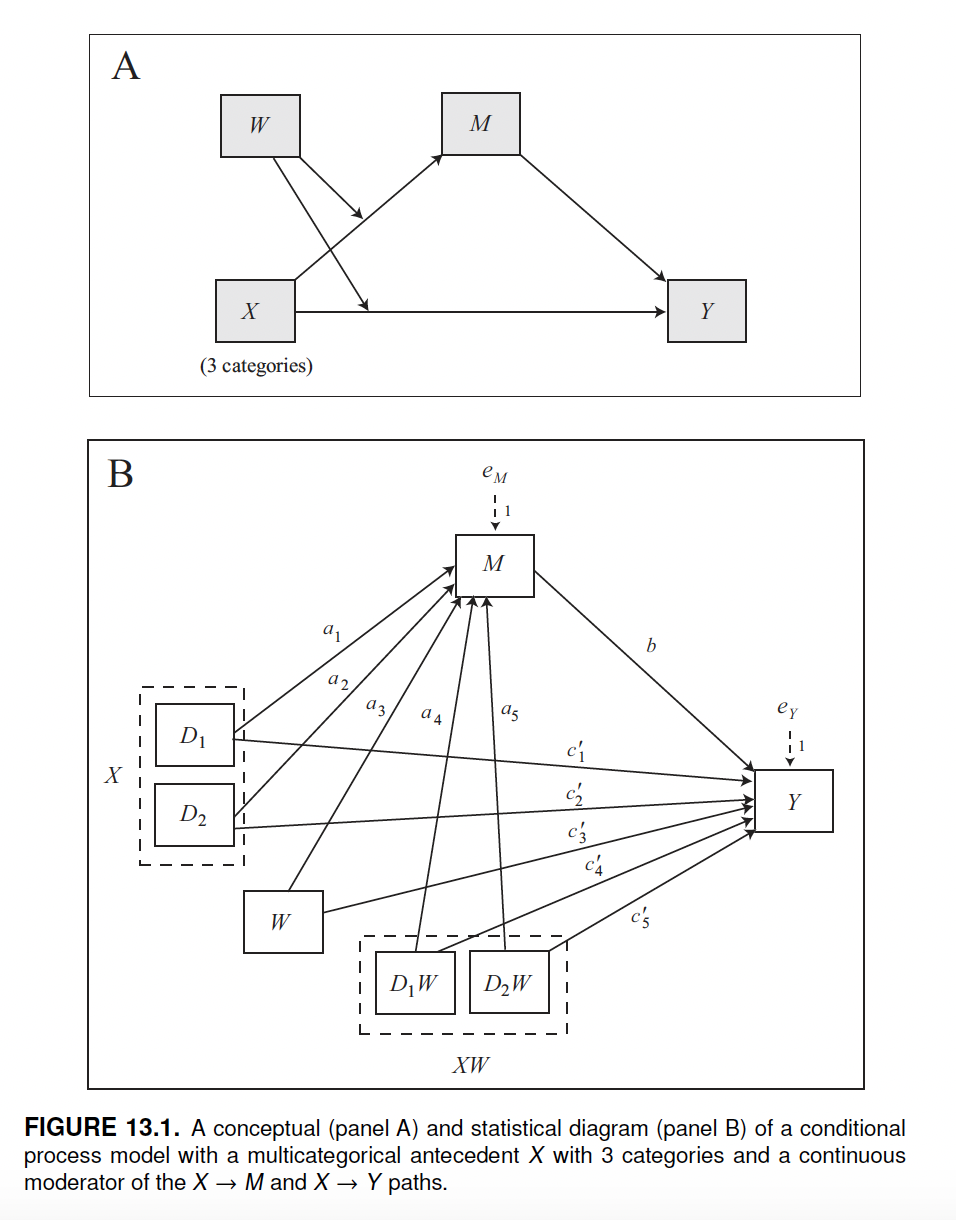 A
W
M
X
Y
(3 categories)
B
e_M
1
M
a_1
b
a_2
a_3
a_4
a_5
e_Y
1
D_1
c′_1
X
c′_2
Y
D_2
c′_3
c′_4
W
c′_5
D_1W
D_2W
XW
FIGURE 13.1. A conceptual (panel A) and statistical diagram (panel B) of a conditional
process model with a multicategorical antecedent X with 3 categories and a continuous
moderator of the X → M and X → Y paths.